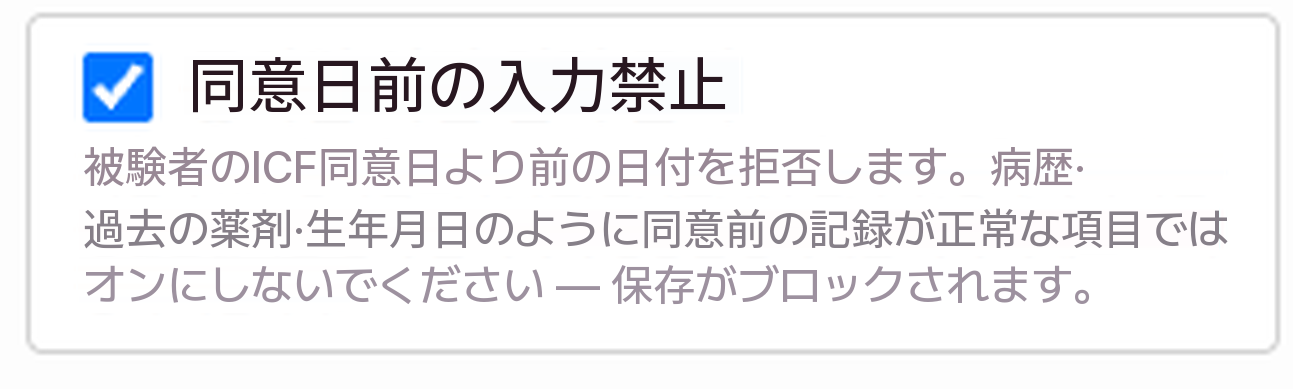 同意日前の入力禁止
被験者のICF同意日より前の日付を拒否します。病歴·
過去の薬剤·生年月日のように同意前の記録が正常な項目では
オンにしないでください — 保存がブロックされます。